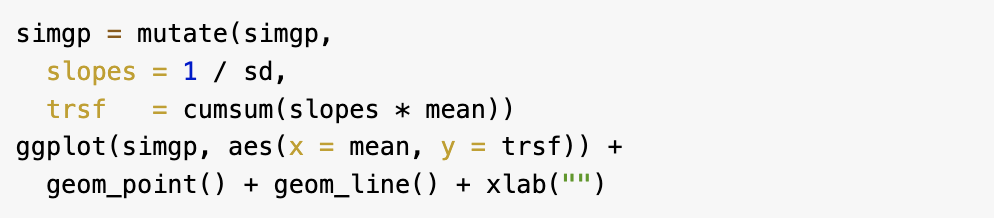 simgp = mutate(simgp,
  slopes = 1 / sd,
  trsf   = cumsum(slopes * mean))
ggplot(simgp, aes(x = mean, y = trsf)) +
  geom_point() + geom_line() + xlab("")